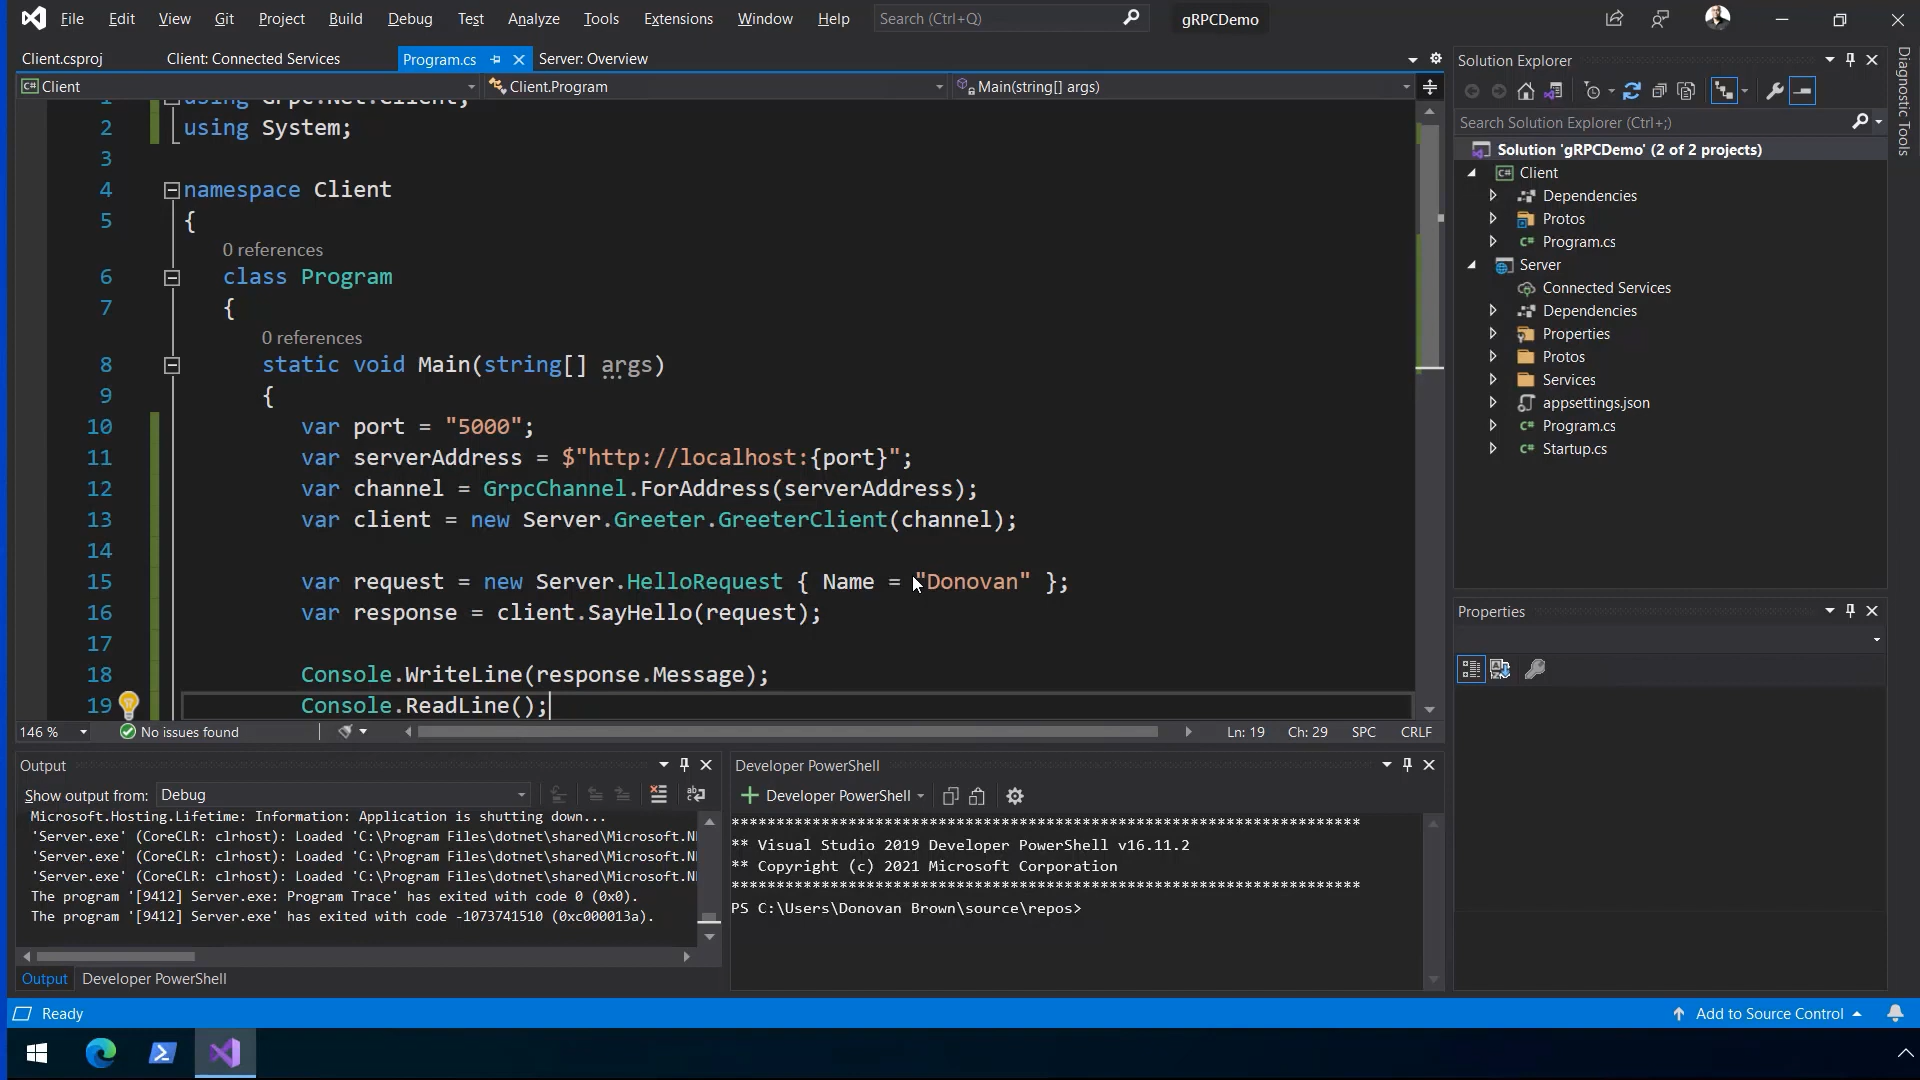 File Edit View Git Project Build Debug Test Analyze Tools Extensions Window Help Search (Ctrl+Q) gRPCDemo
Client.csproj Client: Connected Services Program.cs Server: Overview
Client Client.Program Main(string[] args)
1 using Grpc.Net.Client;
2 using System;
3
4 namespace Client
5 {
0 references
6 class Program
7 {
0 references
8 static void Main(string[] args)
9 {
10 var port = "5000";
11 var serverAddress = $"http://localhost:{port}";
12 var channel = GrpcChannel.ForAddress(serverAddress);
13 var client = new Server.Greeter.GreeterClient(channel);
14
15 var request = new Server.HelloRequest { Name = "Donovan" };
16 var response = client.SayHello(request);
17
18 Console.WriteLine(response.Message);
19 Console.ReadLine();
146 % No issues found Ln: 19 Ch: 29 SPC CRLF
Output
Show output from: Debug
Microsoft.Hosting.Lifetime: Information: Application is shutting down...
'Server.exe' (CoreCLR: clrhost): Loaded 'C:\Program Files\dotnet\shared\Microsoft.NE
'Server.exe' (CoreCLR: clrhost): Loaded 'C:\Program Files\dotnet\shared\Microsoft.NE
'Server.exe' (CoreCLR: clrhost): Loaded 'C:\Program Files\dotnet\shared\Microsoft.NE
The program '[9412] Server.exe: Program Trace' has exited with code 0 (0x0).
The program '[9412] Server.exe' has exited with code -1073741510 (0xc000013a).
Output Developer PowerShell
Developer PowerShell
Developer PowerShell
**********************************************************************
** Visual Studio 2019 Developer PowerShell v16.11.2
** Copyright (c) 2021 Microsoft Corporation
**********************************************************************
PS C:\Users\Donovan Brown\source\repos>
Solution Explorer
Search Solution Explorer (Ctrl+;)
Solution 'gRPCDemo' (2 of 2 projects)
Client
Dependencies
Protos
Program.cs
Server
Connected Services
Dependencies
Properties
Protos
Services
appsettings.json
Program.cs
Startup.cs
Properties
Diagnostic Tools
Ready Add to Source Control